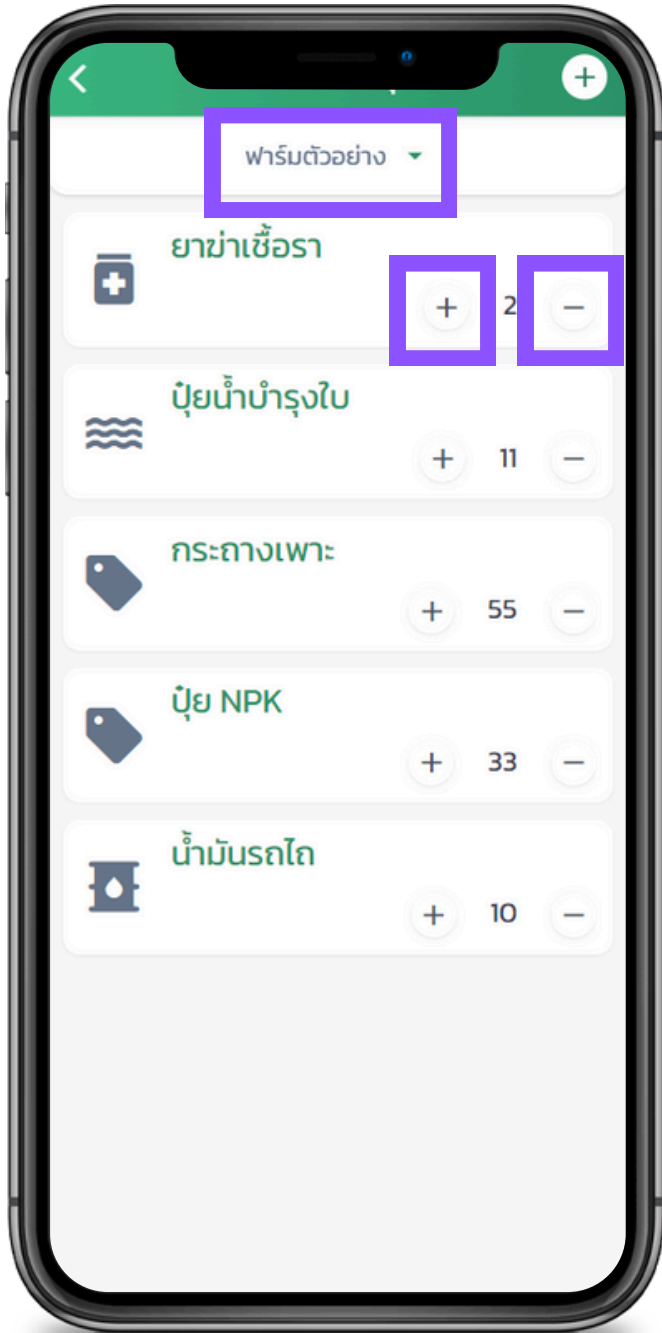 ฟาร์มตัวอย่าง
ยาฆ่าเชื้อรา
+ 2 −
ปุ๋ยน้ำบำรุงใบ
+ 11 −
กระถางเพาะ
+ 55 −
ปุ๋ย NPK
+ 33 −
น้ำมันรถไถ
+ 10 −